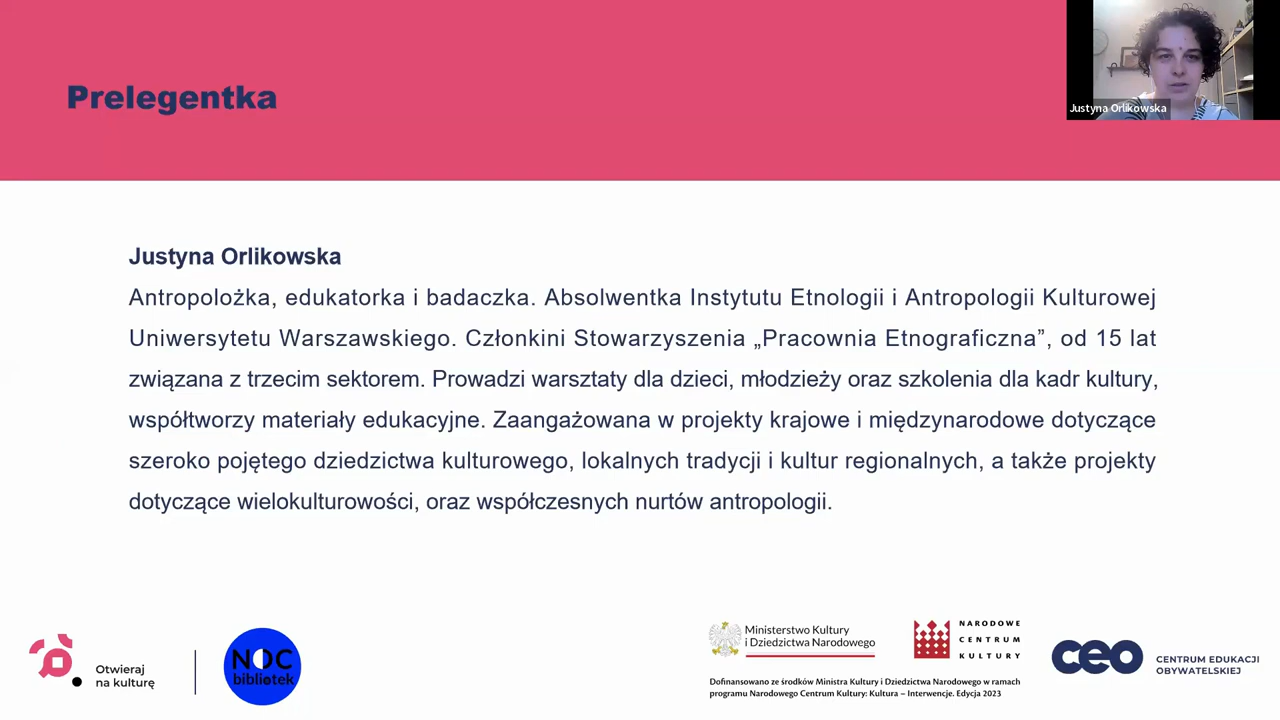 Prelegentka
Justyna Orlikowska
Justyna Orlikowska
Antropolożka, edukatorka i badaczka. Absolwentka Instytutu Etnologii i Antropologii Kulturowej
Uniwersytetu Warszawskiego. Członkini Stowarzyszenia „Pracownia Etnograficzna”, od 15 lat
związana z trzecim sektorem. Prowadzi warsztaty dla dzieci, młodzieży oraz szkolenia dla kadr kultury,
współtworzy materiały edukacyjne. Zaangażowana w projekty krajowe i międzynarodowe dotyczące
szeroko pojętego dziedzictwa kulturowego, lokalnych tradycji i kultur regionalnych, a także projekty
dotyczące wielokulturowości, oraz współczesnych nurtów antropologii.
Otwieraj
na kulturę
NOC
bibliotek
Ministerstwo Kultury
i Dziedzictwa Narodowego
NARODOWE
CENTRUM
KULTURY
Dofinansowano ze środków Ministra Kultury i Dziedzictwa Narodowego w ramach
programu Narodowego Centrum Kultury: Kultura – Interwencje. Edycja 2023
ceo
CENTRUM EDUKACJI
OBYWATELSKIEJ